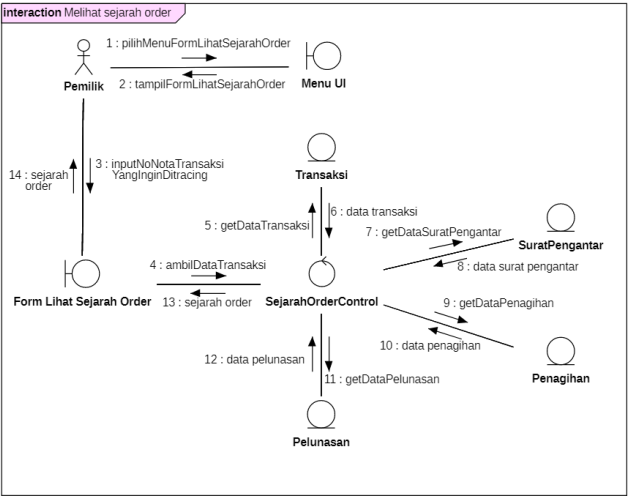 interaction Melihat sejarah order
1 : pilihMenuFormLihatSejarahOrder
2 : tampilFormLihatSejarahOrder
Pemilik
Menu UI
3 : inputNoNotaTransaksi
YangInginDitracing
14 : sejarah
order
Transaksi
6 : data transaksi
5 : getDataTransaksi
7 : getDataSuratPengantar
SuratPengantar
8 : data surat pengantar
4 : ambilDataTransaksi
Form Lihat Sejarah Order
13 : sejarah order
SejarahOrderControl
9 : getDataPenagihan
10 : data penagihan
12 : data pelunasan
11 : getDataPelunasan
Penagihan
Pelunasan